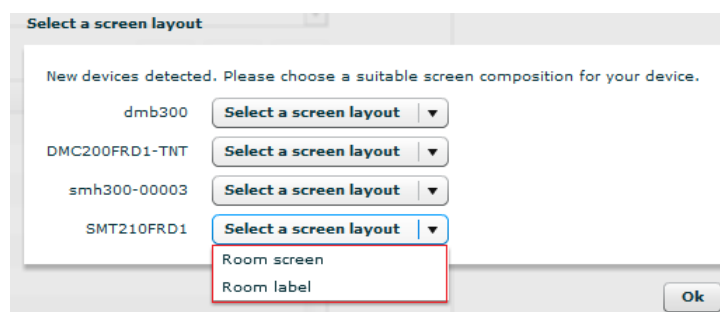 Select a screen layout
New devices detected. Please choose a suitable screen composition for your device.
dmb300 Select a screen layout
DMC200FRD1-TNT Select a screen layout
smh300-00003 Select a screen layout
SMT210FRD1 Select a screen layout
Room screen
Room label
Ok